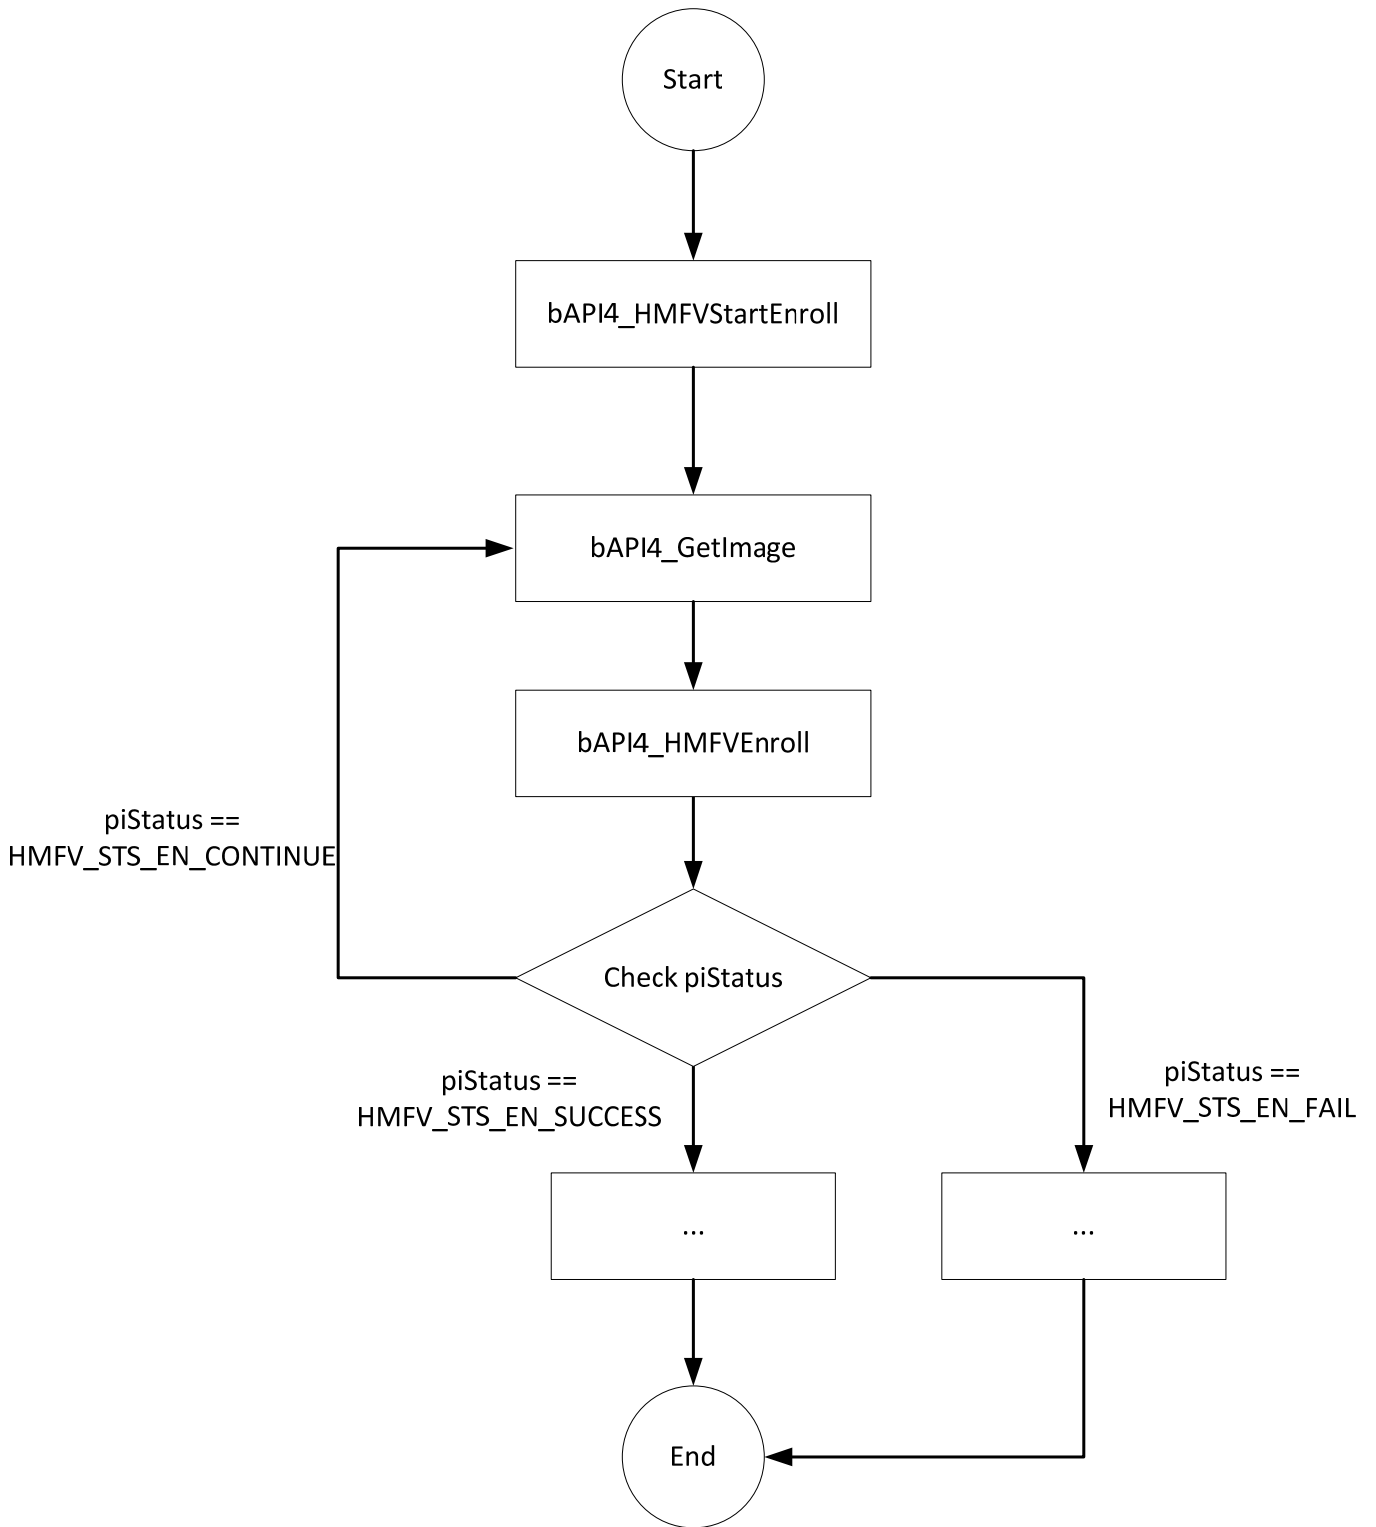 Start
bAPI4_HMFVStartEnroll
bAPI4_GetImage
bAPI4_HMFVEnroll
piStatus ==
HMFV_STS_EN_CONTINUE
Check piStatus
piStatus ==
HMFV_STS_EN_SUCCESS
piStatus ==
HMFV_STS_EN_FAIL
...
...
End